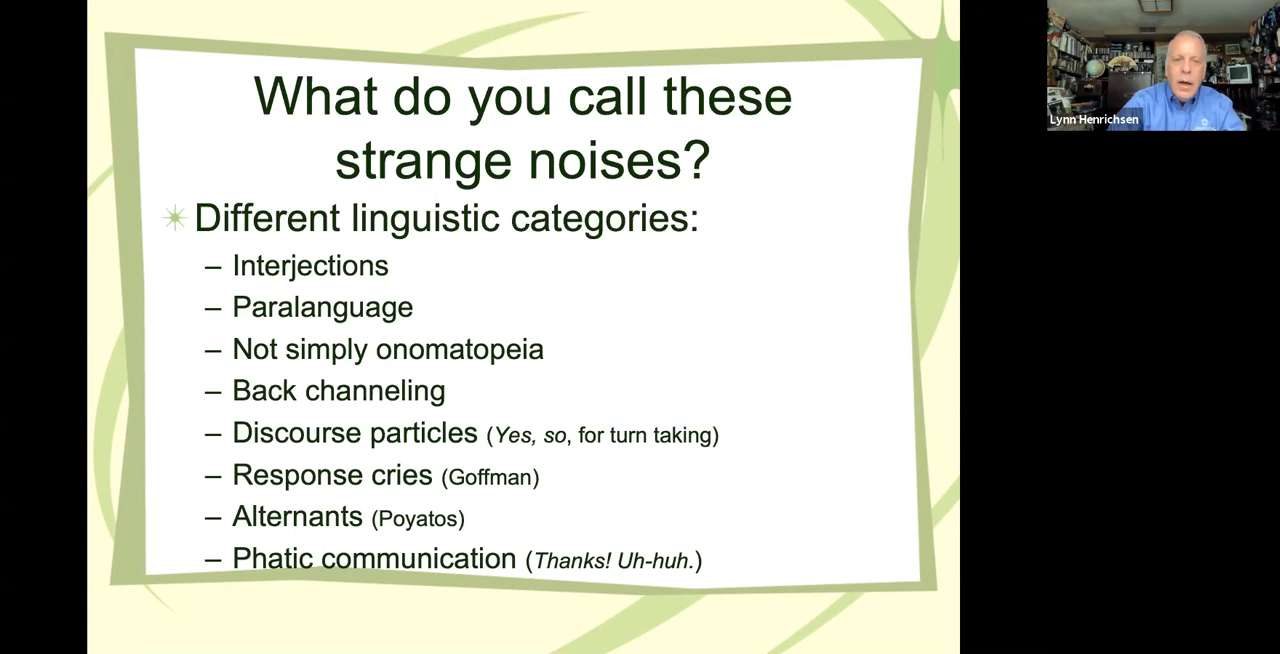 What do you call these
strange noises?
Different linguistic categories:
– Interjections
– Paralanguage
– Not simply onomatopeia
– Back channeling
– Discourse particles (Yes, so, for turn taking)
– Response cries (Goffman)
– Alternants (Poyatos)
– Phatic communication (Thanks! Uh-huh.)
Lynn Henrichsen